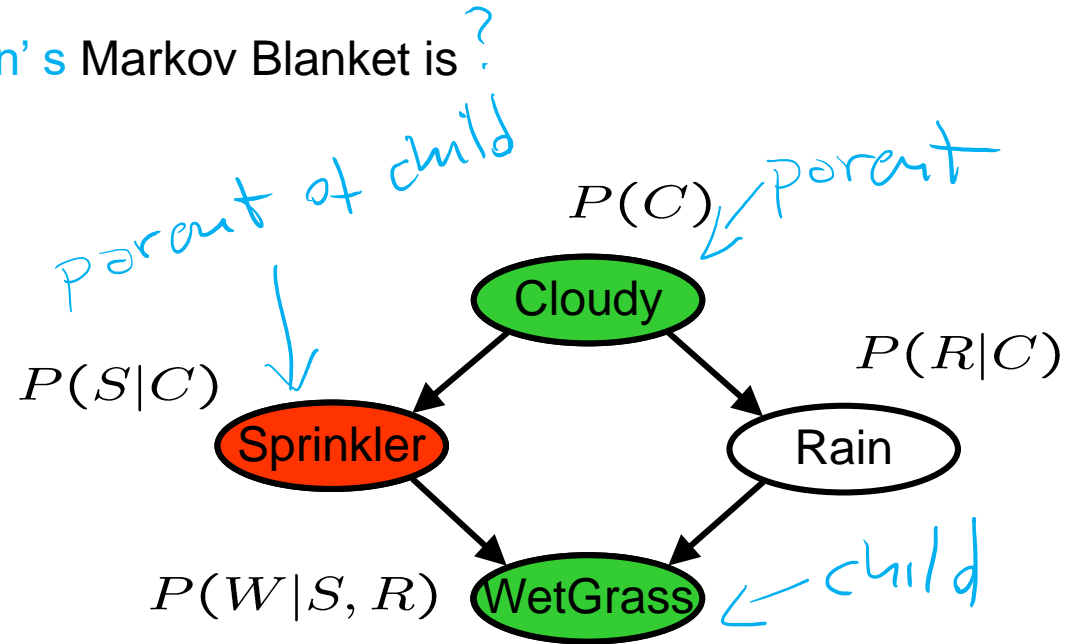 n's Markov Blanket is ?
parent of child
parent
P(C)
Cloudy
P(R|C)
P(S|C)
Sprinkler
Rain
child
P(W|S, R)
WetGrass